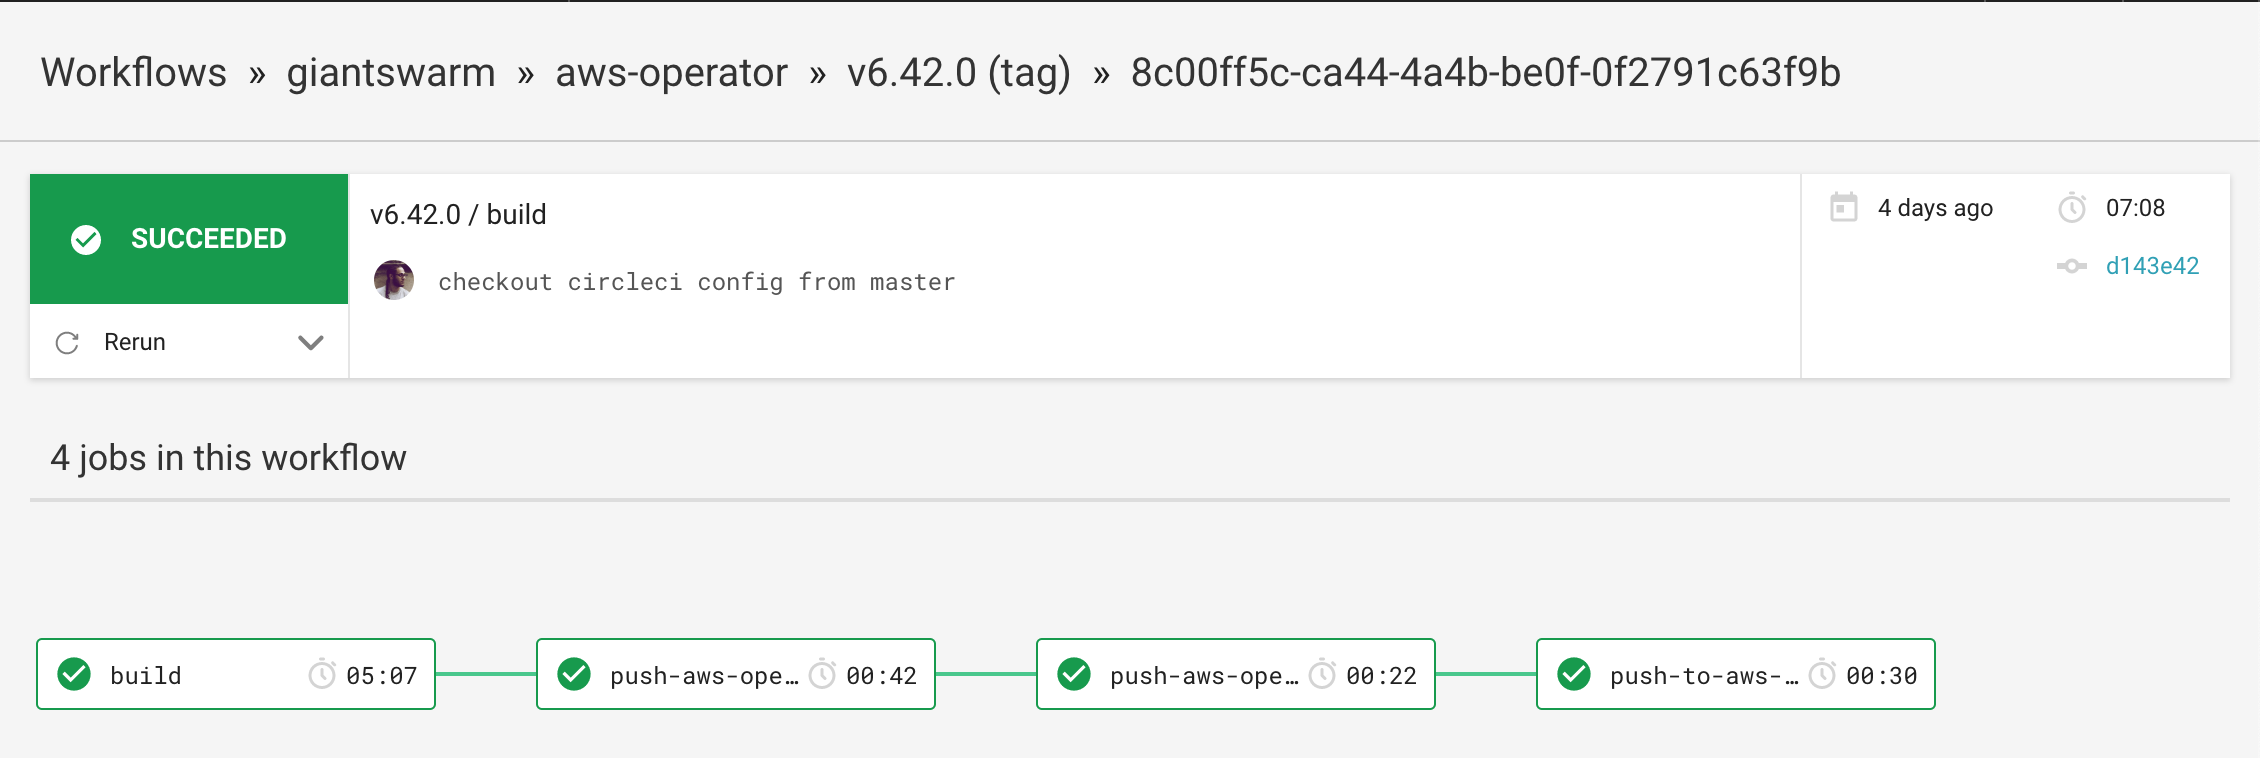 Workflows » giantswarm » aws-operator » v6.42.0 (tag) » 8c00ff5c-ca44-4a4b-be0f-0f2791c63f9b
SUCCEEDED
Rerun
v6.42.0 / build
checkout circleci config from master
4 days ago
07:08
d143e42
4 jobs in this workflow
build 05:07
push-aws-ope… 00:42
push-aws-ope… 00:22
push-to-aws-… 00:30